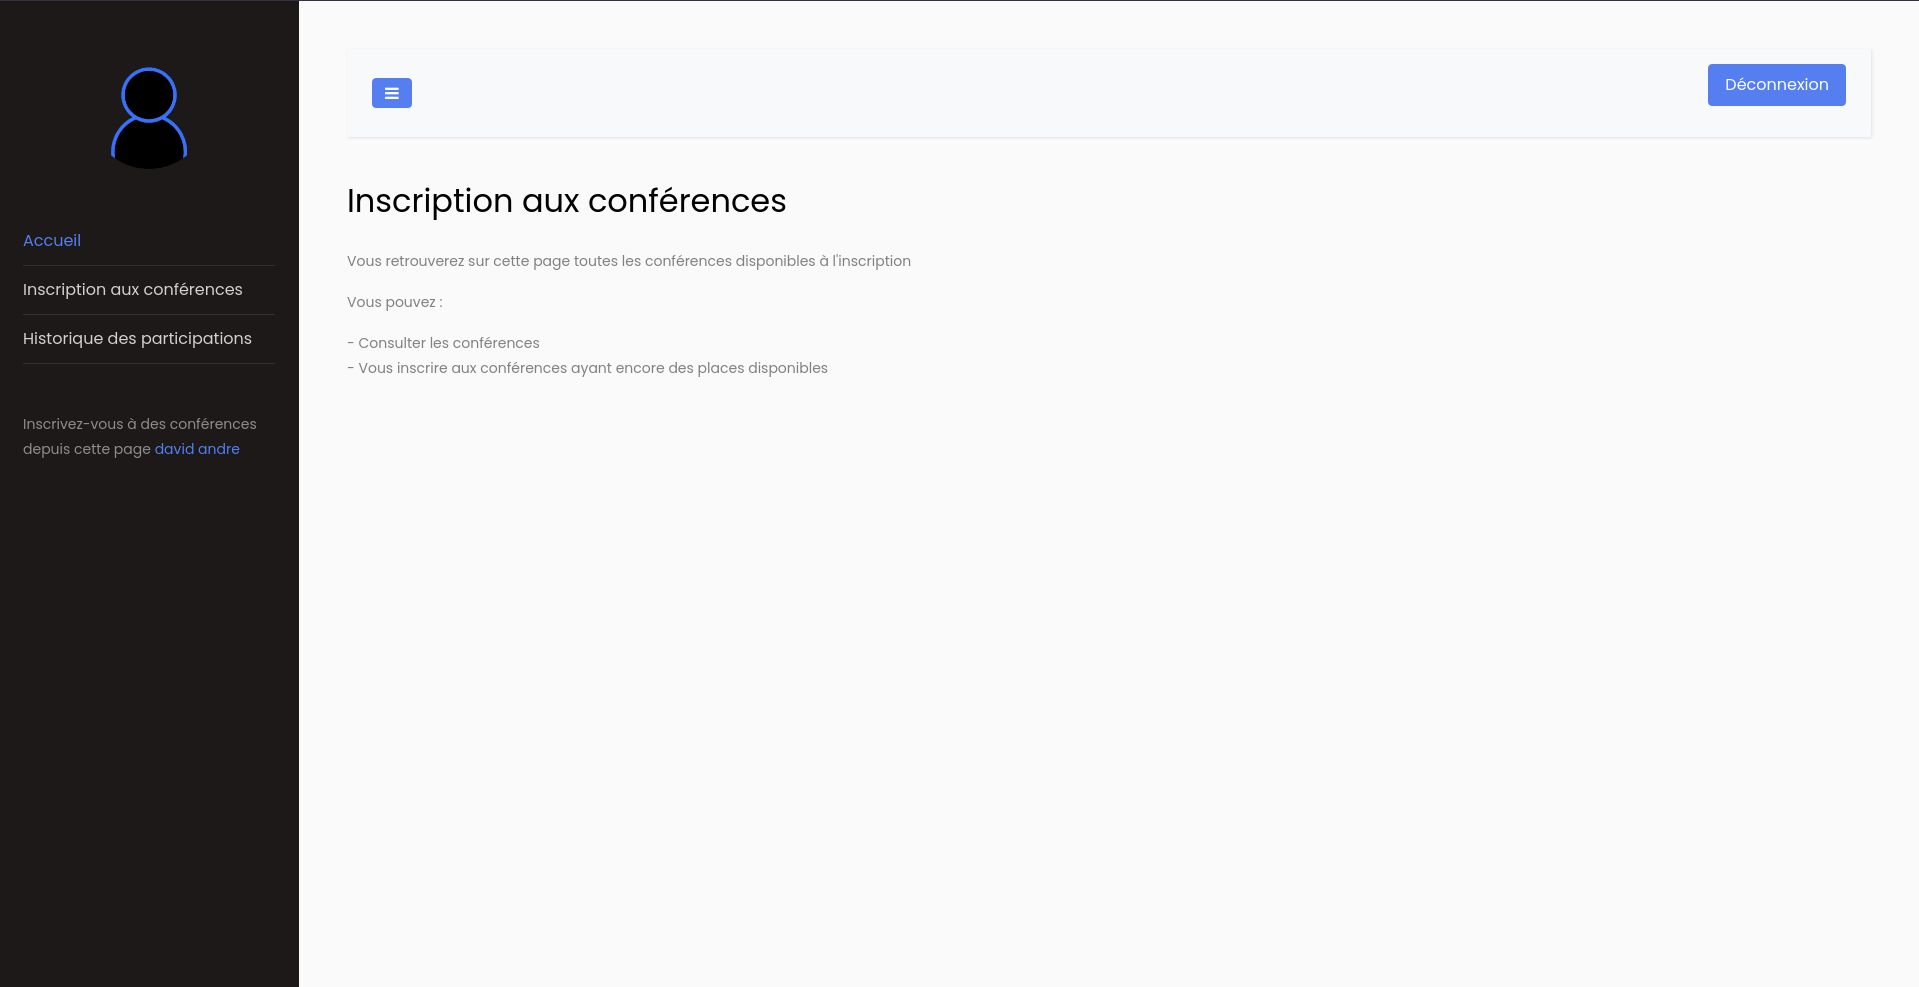 Accueil
Inscription aux conférences
Historique des participations
Inscrivez-vous à des conférences
depuis cette page david andre
Déconnexion
Inscription aux conférences
Vous retrouverez sur cette page toutes les conférences disponibles à l'inscription
Vous pouvez :
- Consulter les conférences
- Vous inscrire aux conférences ayant encore des places disponibles